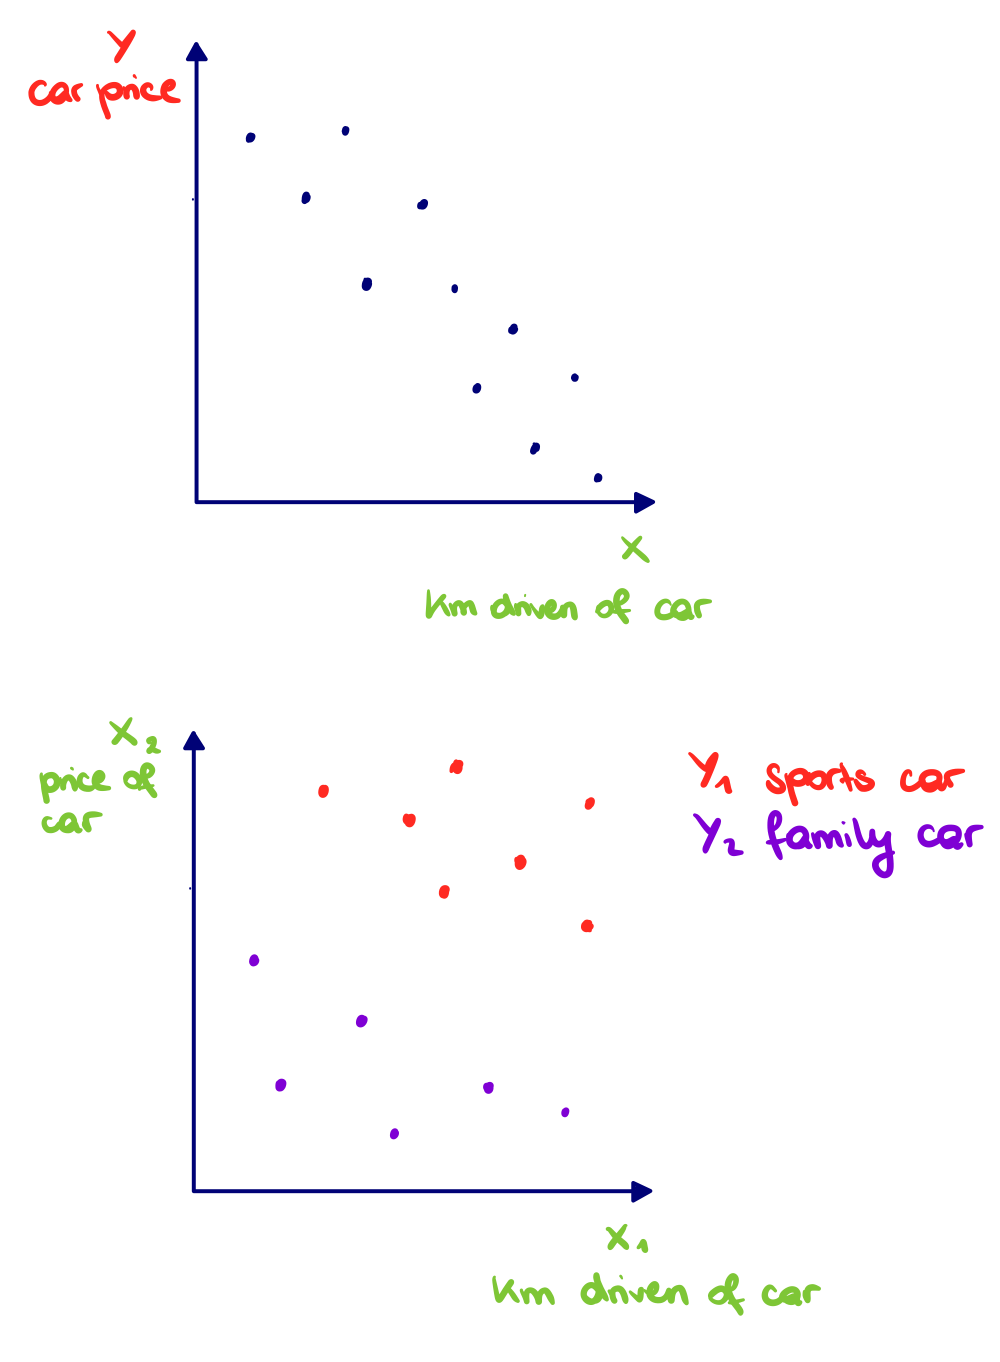 Y
car price
X
Km driven of car
X₂
price of
car
Y₁ sports car
Y₂ family car
X₁
Km driven of car